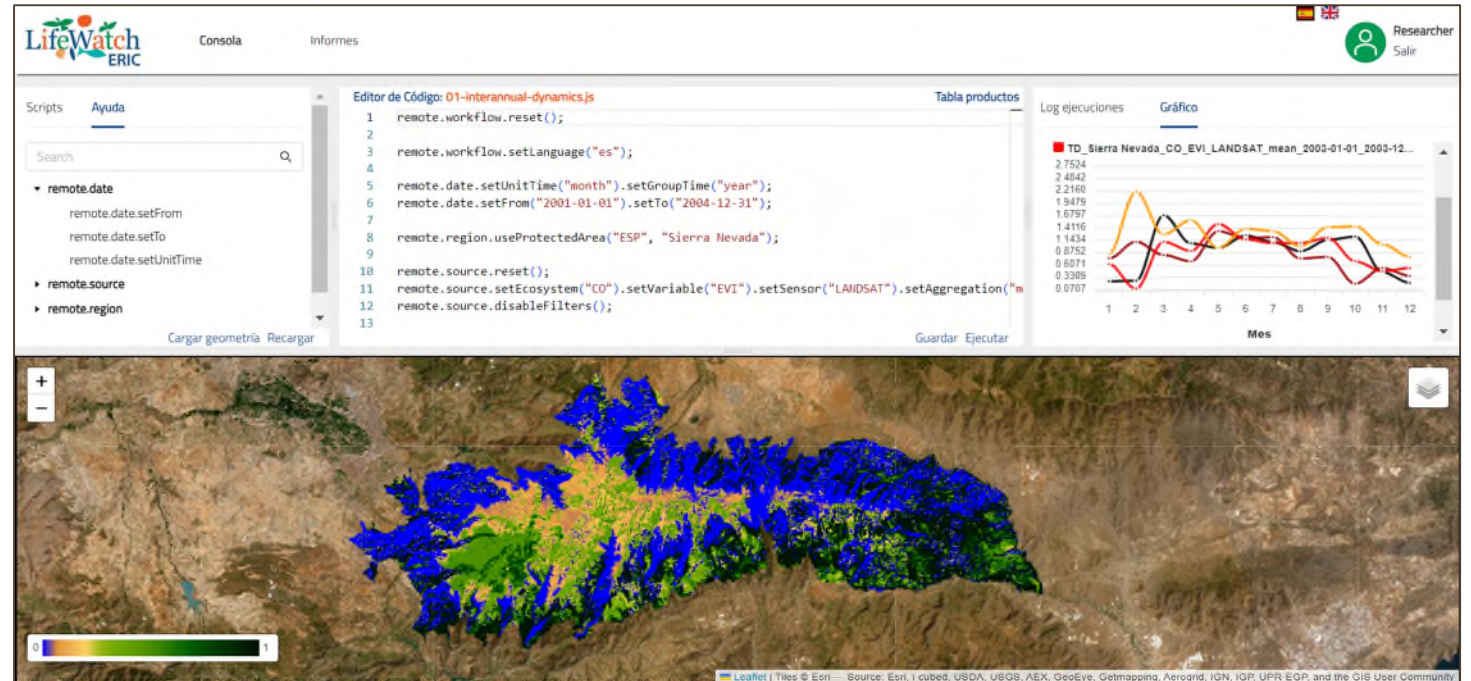 LifeWatch
ERIC
Consola
Informes
Researcher
Salir
Scripts
Ayuda
Search
remote.date
remote.date.setFrom
remote.date.setTo
remote.date.setUnitTime
remote.source
remote.region
Cargar geometría Recargar
Editor de Código: 01-interannual-dynamics.js
Tabla productos
1 remote.workflow.reset();
2
3 remote.workflow.setLanguage("es");
4
5 remote.date.setUnitTime("month").setGroupTime("year");
6 remote.date.setFrom("2001-01-01").setTo("2004-12-31");
7
8 remote.region.useProtectedArea("ESP", "Sierra Nevada");
9
10 remote.source.reset();
11 remote.source.setEcosystem("CO").setVariable("EVI").setSensor("LANDSAT").setAggregation("m
12 remote.source.disableFilters();
13
Guardar Ejecutar
Log ejecuciones
Gráfico
TD_Sierra Nevada_CO_EVI_LANDSAT_mean_2003-01-01_2003-12...
2.7524
2.4842
2.2160
1.9479
1.6797
1.4116
1.1434
0.8752
0.6071
0.3389
0.0707
1 2 3 4 5 6 7 8 9 10 11 12
Mes
+
−
0
1
Leaflet | Tiles © Esri — Source: Esri, i-cubed, USDA, USGS, AEX, GeoEye, Getmapping, Aerogrid, IGN, IGP, UPR-EGP, and the GIS User Community